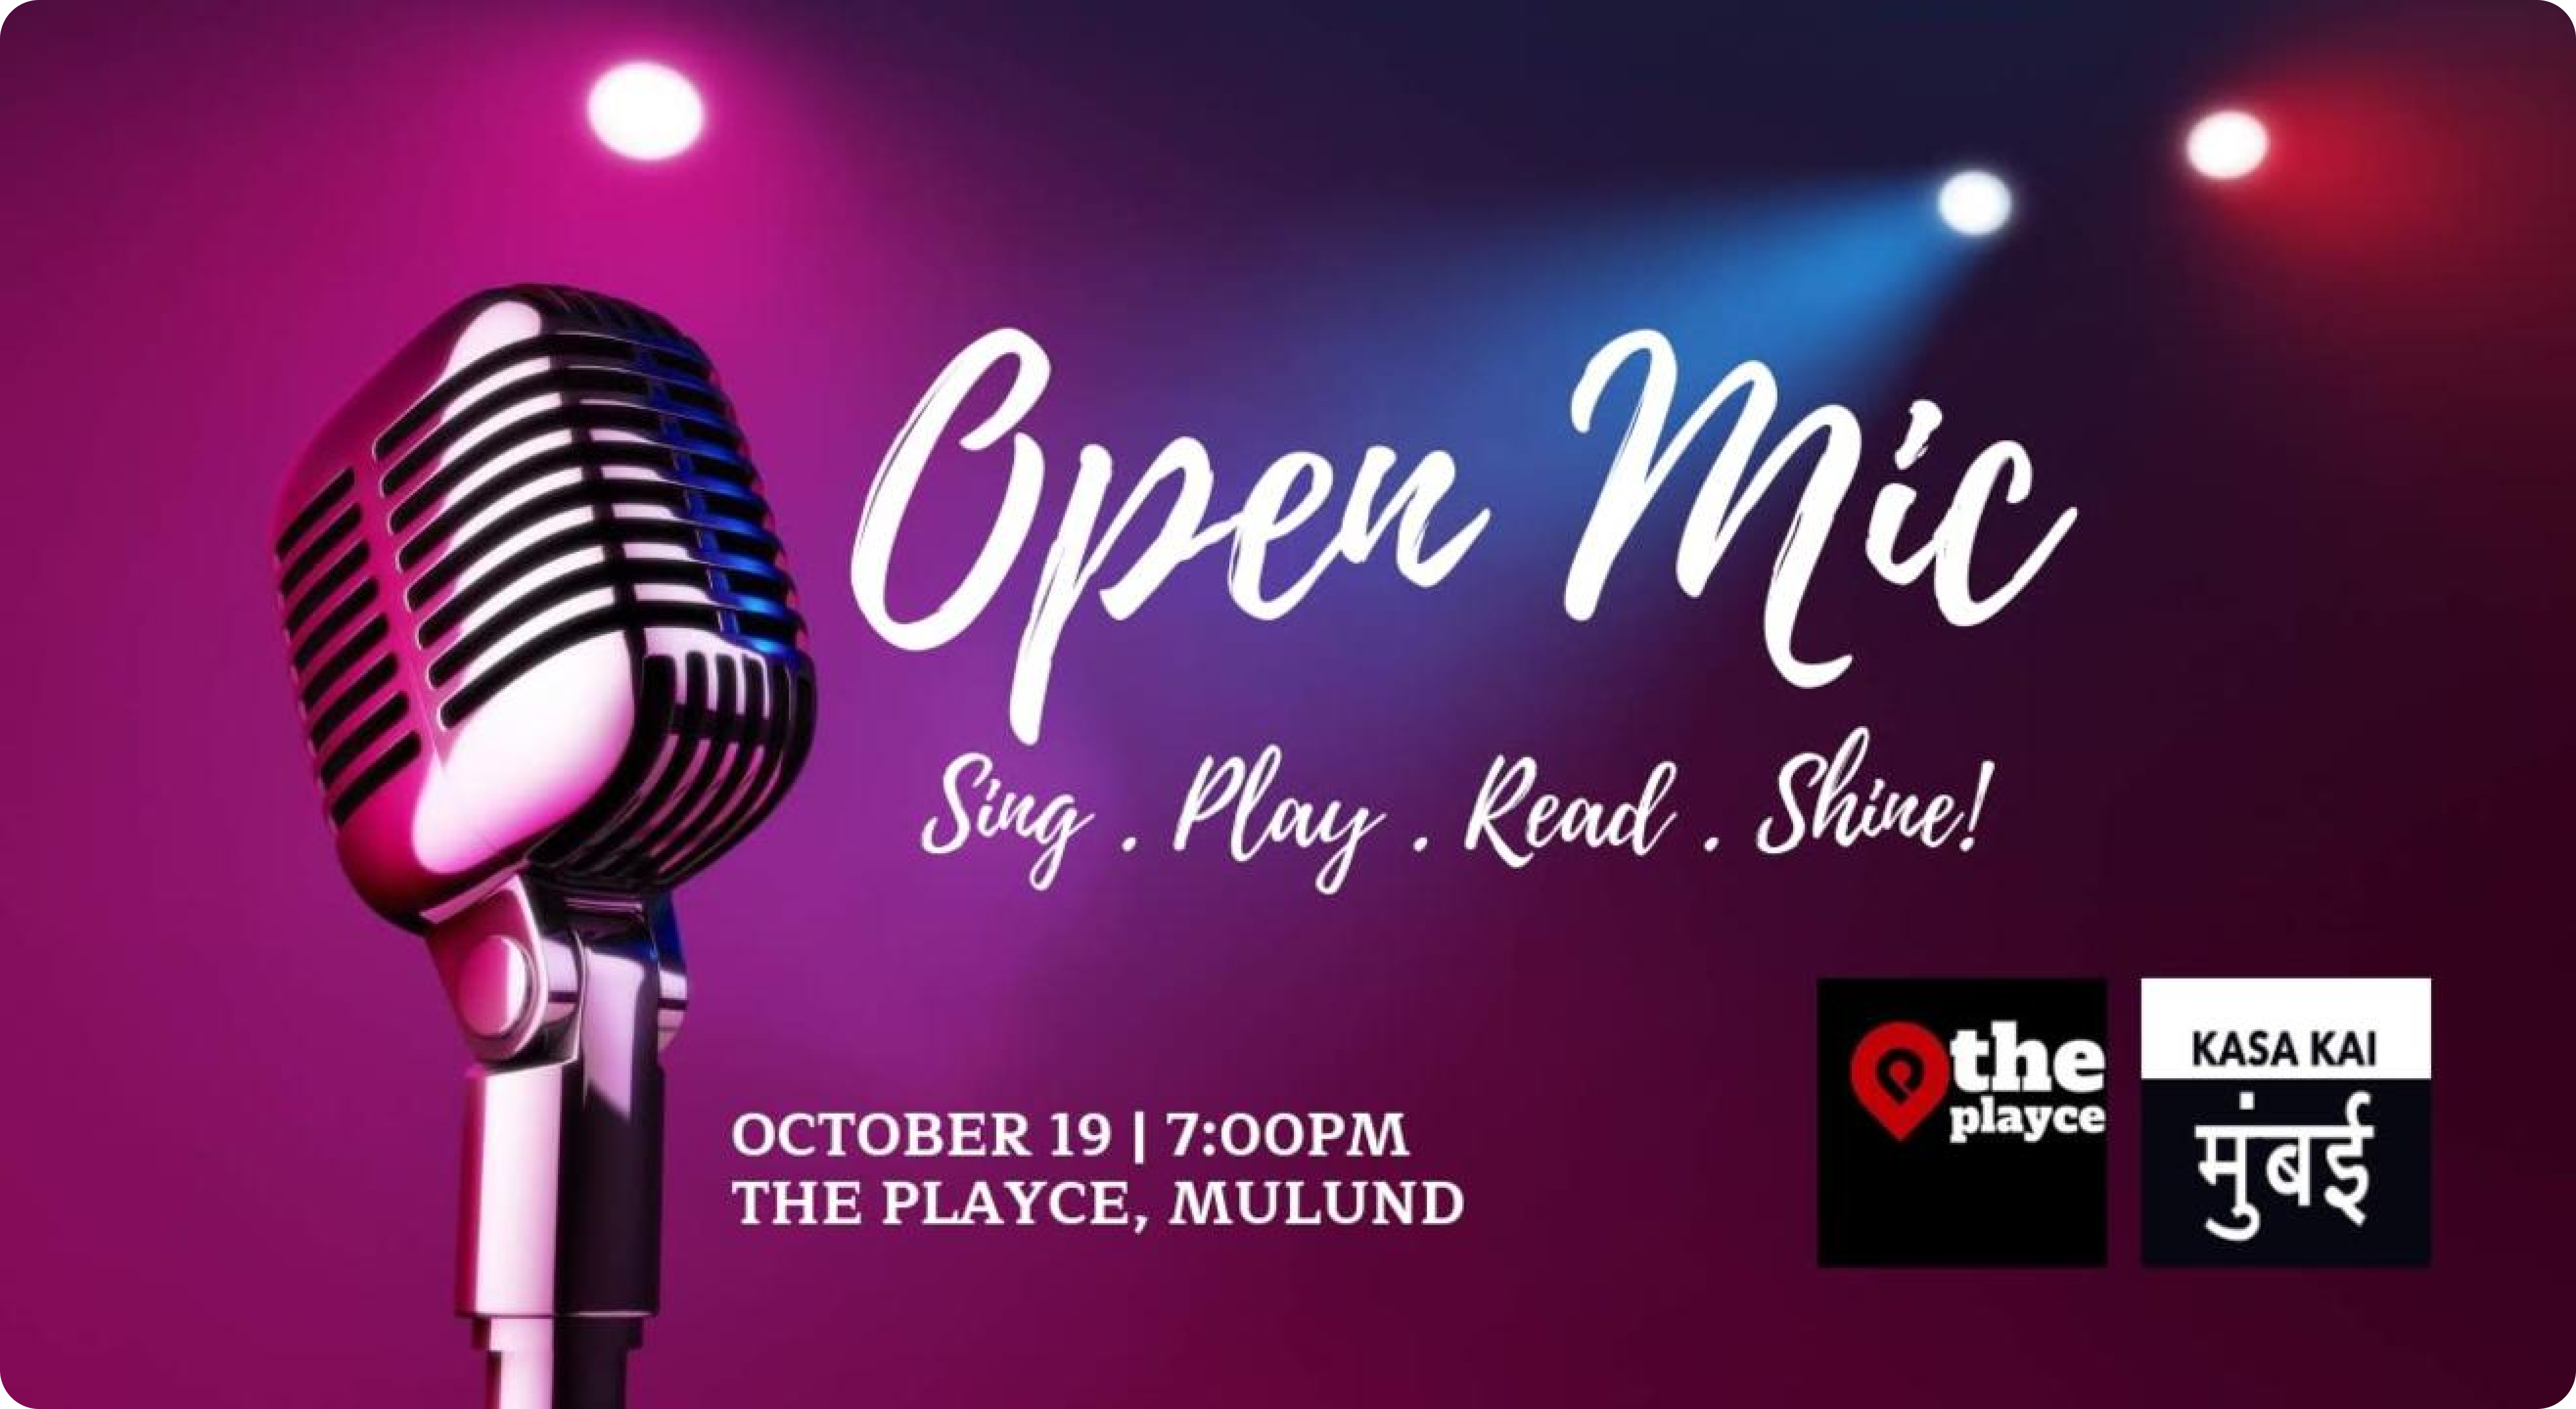 Open Mic
Sing . Play . Read . Shine!
OCTOBER 19 | 7:00PM
THE PLAYCE, MULUND
the
playce
KASA KAI
मुंबई